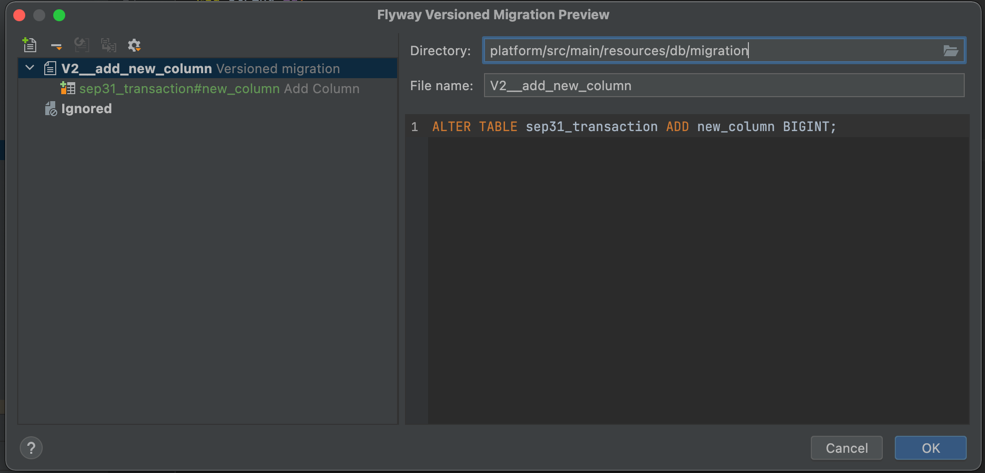 Flyway Versioned Migration Preview
Directory: platform/src/main/resources/db/migration
V2__add_new_column Versioned migration
File name: V2__add_new_column
sep31_transaction#new_column Add Column
Ignored
1 ALTER TABLE sep31_transaction ADD new_column BIGINT;
?
Cancel
OK